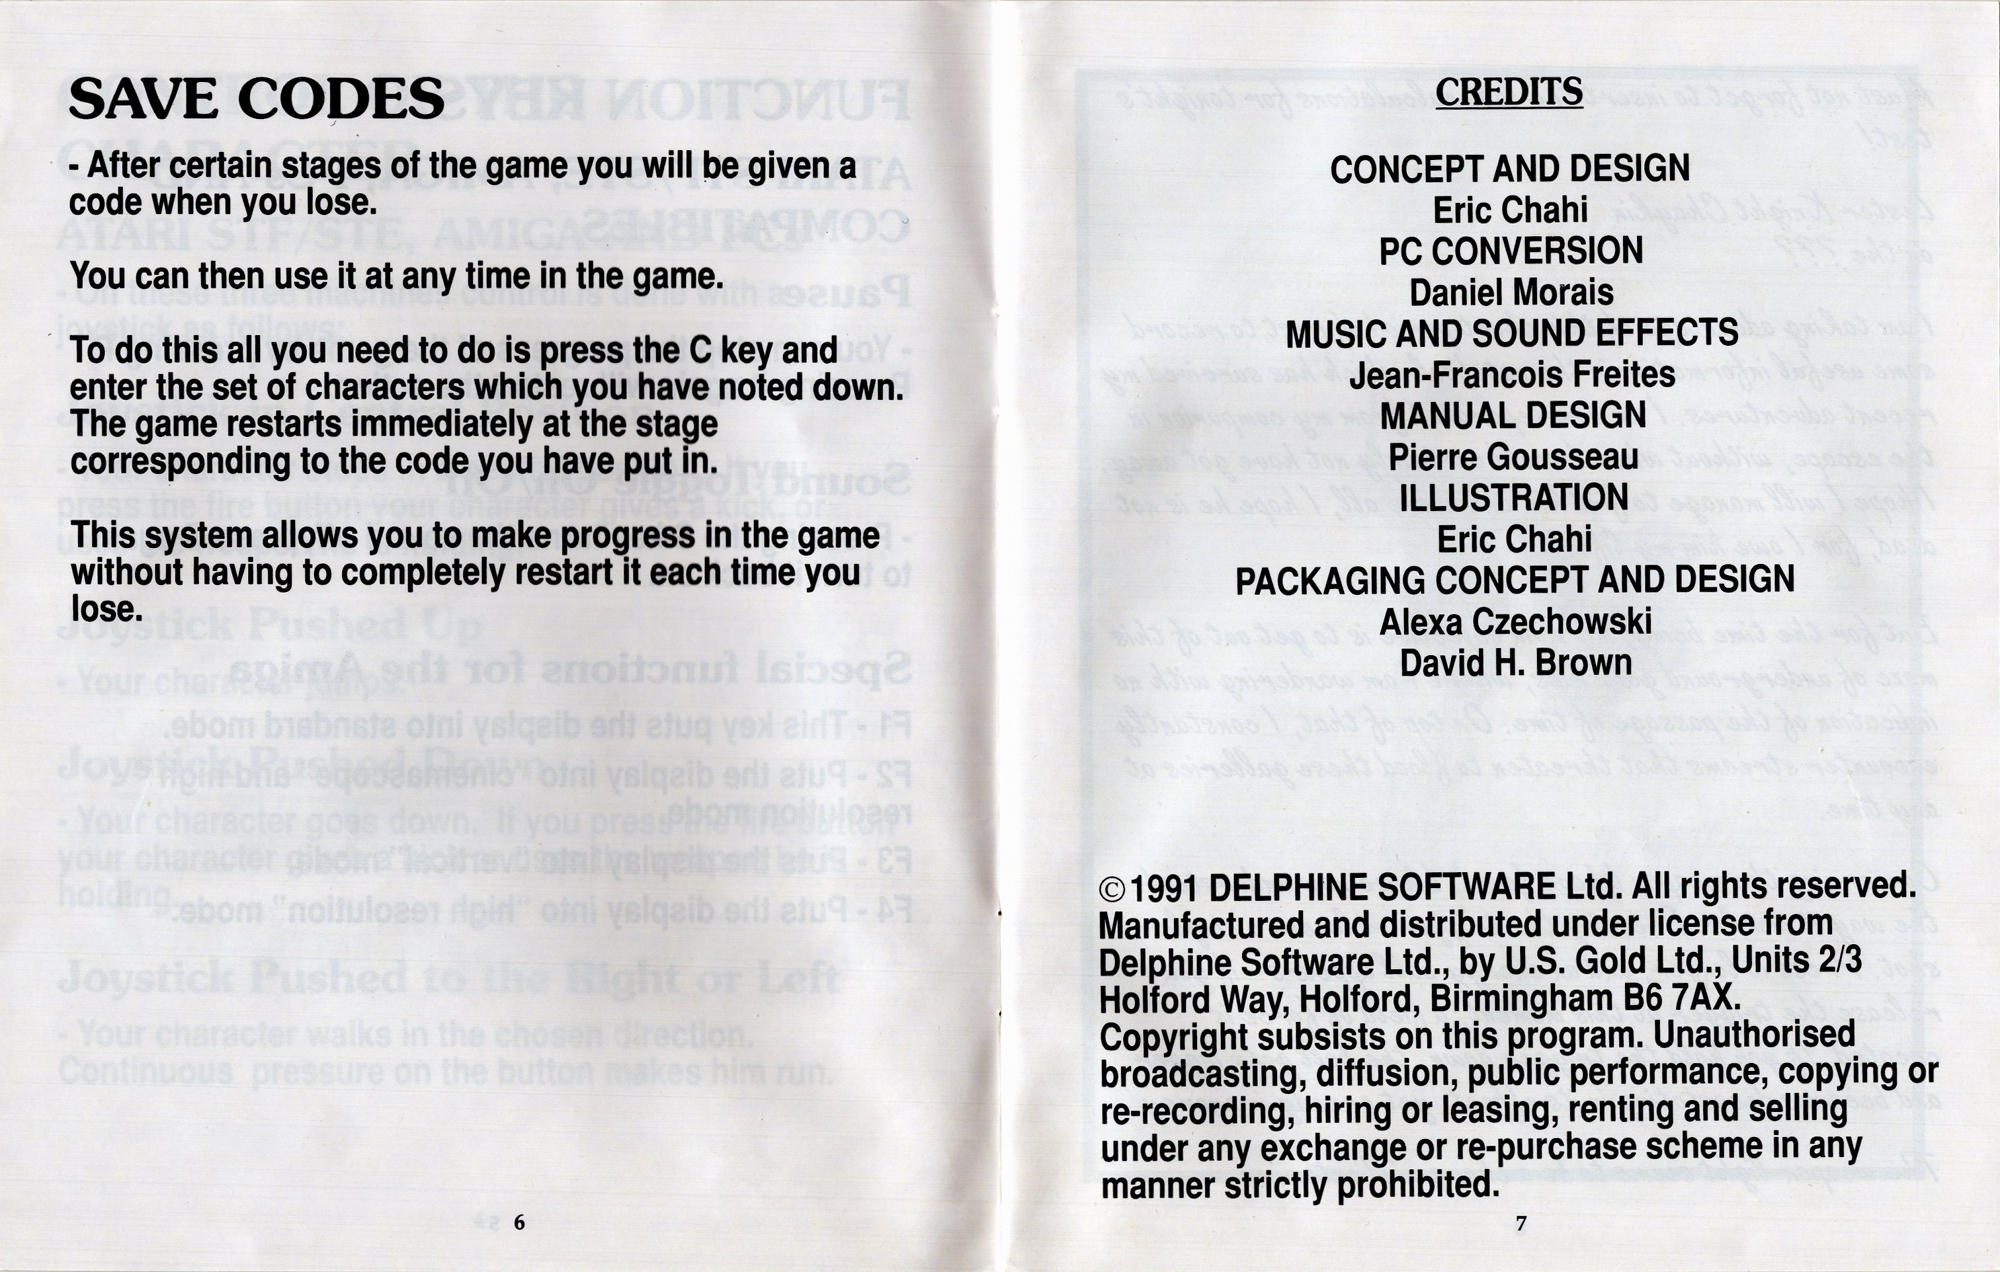 SAVE CODES
- After certain stages of the game you will be given a
code when you lose.
You can then use it at any time in the game.
To do this all you need to do is press the C key and
enter the set of characters which you have noted down.
The game restarts immediately at the stage
corresponding to the code you have put in.
This system allows you to make progress in the game
without having to completely restart it each time you
lose.
6
CREDITS
CONCEPT AND DESIGN
Eric Chahi
PC CONVERSION
Daniel Morais
MUSIC AND SOUND EFFECTS
Jean-Francois Freites
MANUAL DESIGN
Pierre Gousseau
ILLUSTRATION
Eric Chahi
PACKAGING CONCEPT AND DESIGN
Alexa Czechowski
David H. Brown
©1991 DELPHINE SOFTWARE Ltd. All rights reserved.
Manufactured and distributed under license from
Delphine Software Ltd., by U.S. Gold Ltd., Units 2/3
Holford Way, Holford, Birmingham B6 7AX.
Copyright subsists on this program. Unauthorised
broadcasting, diffusion, public performance, copying or
re-recording, hiring or leasing, renting and selling
under any exchange or re-purchase scheme in any
manner strictly prohibited.
7